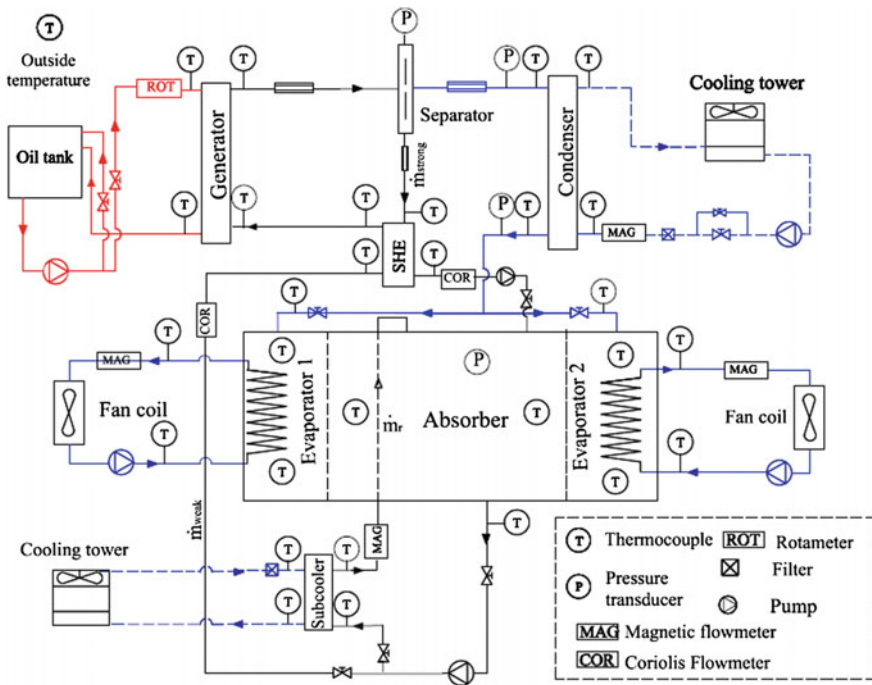 T
Outside
temperature
ROT
T
T
P
P
T
T
Cooling tower
Separator
Oil tank
Generator
Condenser
ṁstrong
T
T
T
T
P
T
T
MAG
SHE
T
T
COR
T
T
COR
T
MAG
T
T
P
T
T
MAG
Fan coil
Evaporator 1
T
ṁr
Absorber
T
Evaporator 2
Fan coil
T
T
T
T
ṁweak
T
Cooling tower
T
T
MAG
Subcooler
T
T
T Thermocouple
ROT Rotameter
Filter
P Pressure
transducer
Pump
MAG Magnetic flowmeter
COR Coriolis Flowmeter